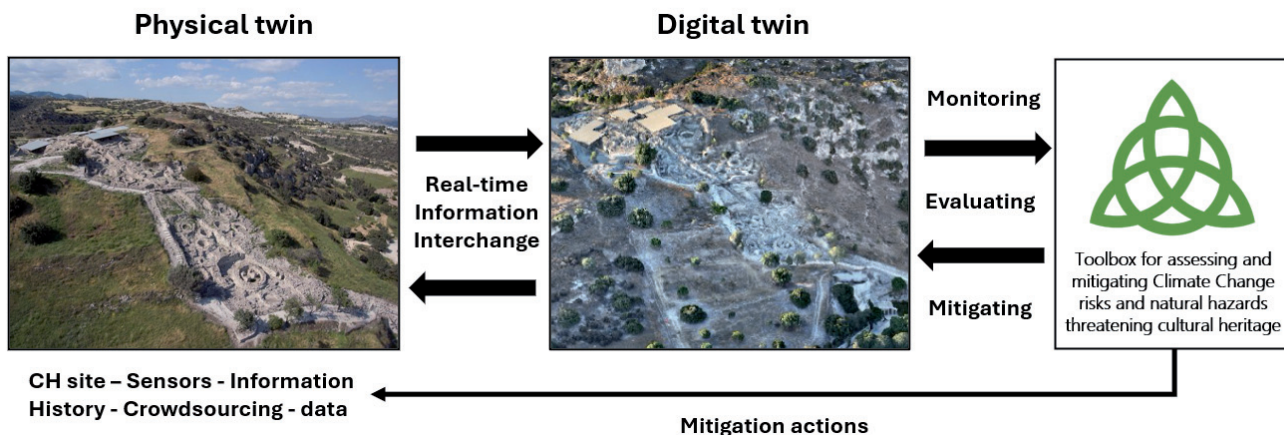 Physical twin
Digital twin
Real-time
Information
Interchange
Monitoring
Evaluating
Mitigating
Toolbox for assessing and
mitigating Climate Change
risks and natural hazards
threatening cultural heritage
CH site – Sensors - Information
History - Crowdsourcing - data
Mitigation actions